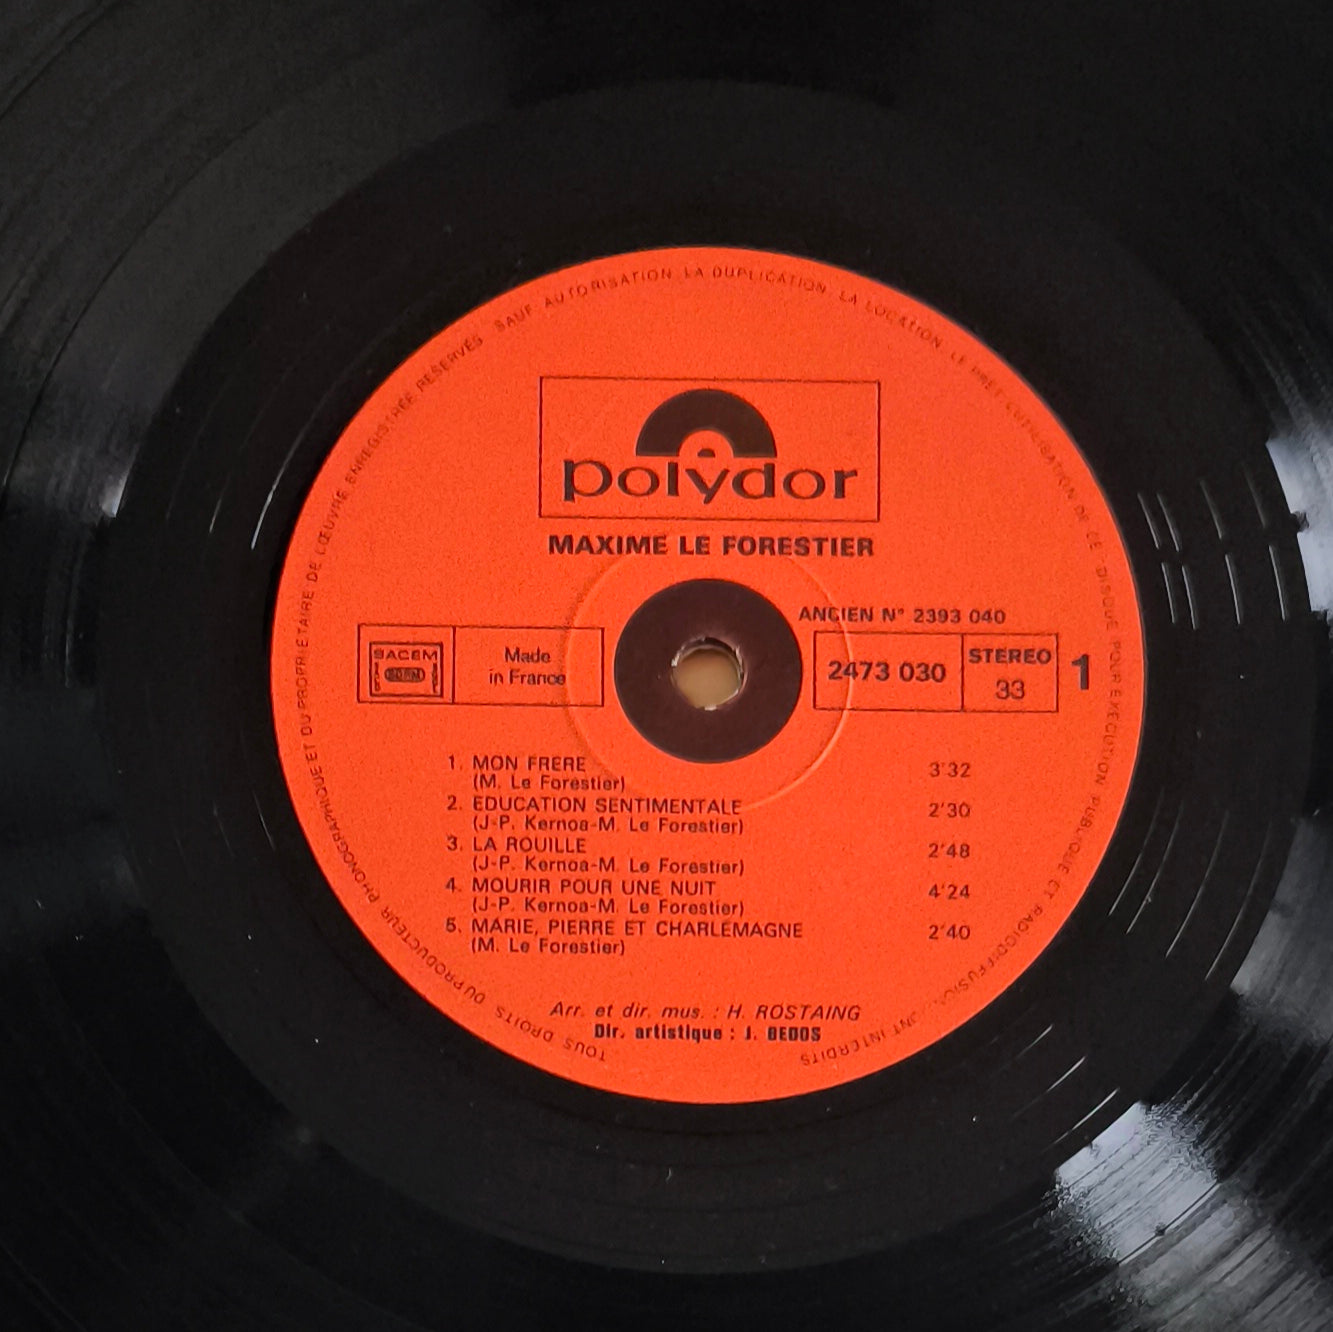 TOUS DROITS DU PRODUCTEUR PHONOGRAPHIQUE ET DU PROPRIETAIRE DE L'ŒUVRE ENREGISTREE RESERVES SAUF AUTORISATION LA DUPLICATION LA LOCATION LE PRET L'UTILISATION DE CE DISQUE POUR EXECUTION PUBLIQUE ET RADIODIFFUSION SONT INTERDITS
polydor
MAXIME LE FORESTIER
ANCIEN N° 2393 040
SACEM
Made
in France
2473 030
STEREO
33
1
1. MON FRERE 3'32
(M. Le Forestier)
2. EDUCATION SENTIMENTALE 2'30
(J-P. Kernoa-M. Le Forestier)
3. LA ROUILLE 2'48
(J-P. Kernoa-M. Le Forestier)
4. MOURIR POUR UNE NUIT 4'24
(J-P. Kernoa-M. Le Forestier)
5. MARIE, PIERRE ET CHARLEMAGNE 2'40
(M. Le Forestier)
Arr. et dir. mus. : H. ROSTAING
Dir. artistique : J. BEDOS